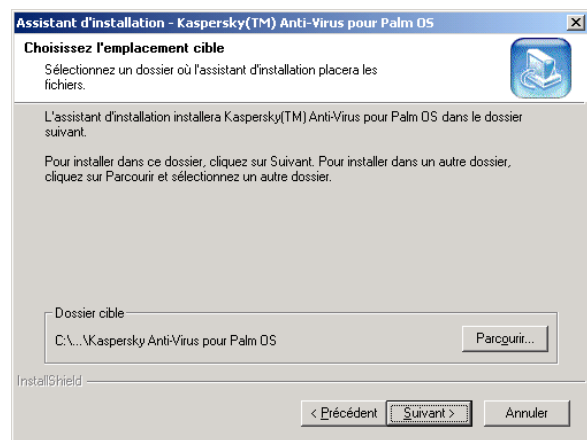 Assistant d'installation - Kaspersky(TM) Anti-Virus pour Palm OS
Choisissez l'emplacement cible
Sélectionnez un dossier où l'assistant d'installation placera les
fichiers.
L'assistant d'installation installera Kaspersky(TM) Anti-Virus pour Palm OS dans le dossier
suivant.
Pour installer dans ce dossier, cliquez sur Suivant. Pour installer dans un autre dossier,
cliquez sur Parcourir et sélectionnez un autre dossier.
Dossier cible
C:\...\Kaspersky Anti-Virus pour Palm OS
Parcourir...
InstallShield
< Précédent
Suivant >
Annuler